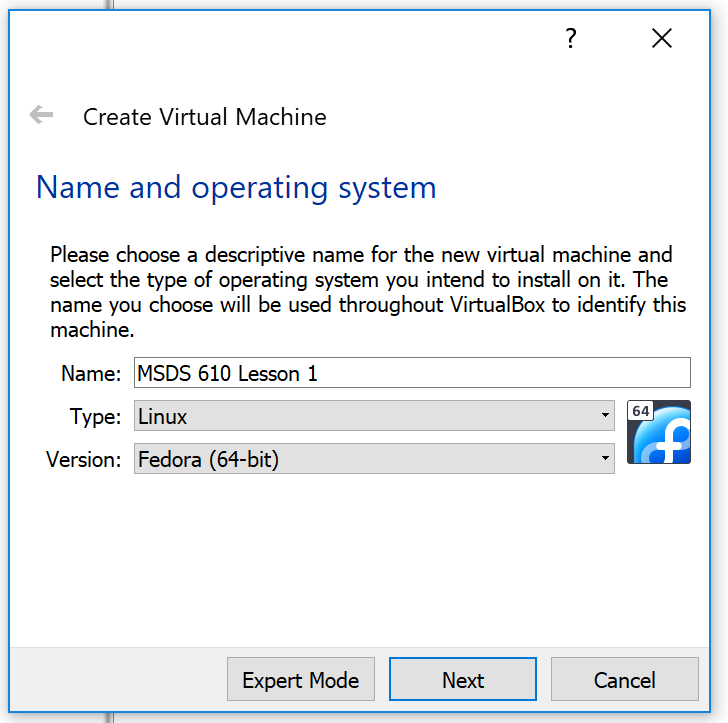 ?
Create Virtual Machine
Name and operating system
Please choose a descriptive name for the new virtual machine and
select the type of operating system you intend to install on it. The
name you choose will be used throughout VirtualBox to identify this
machine.
Name: MSDS 610 Lesson 1
Type: Linux
64
Version: Fedora (64-bit)
Expert Mode Next Cancel